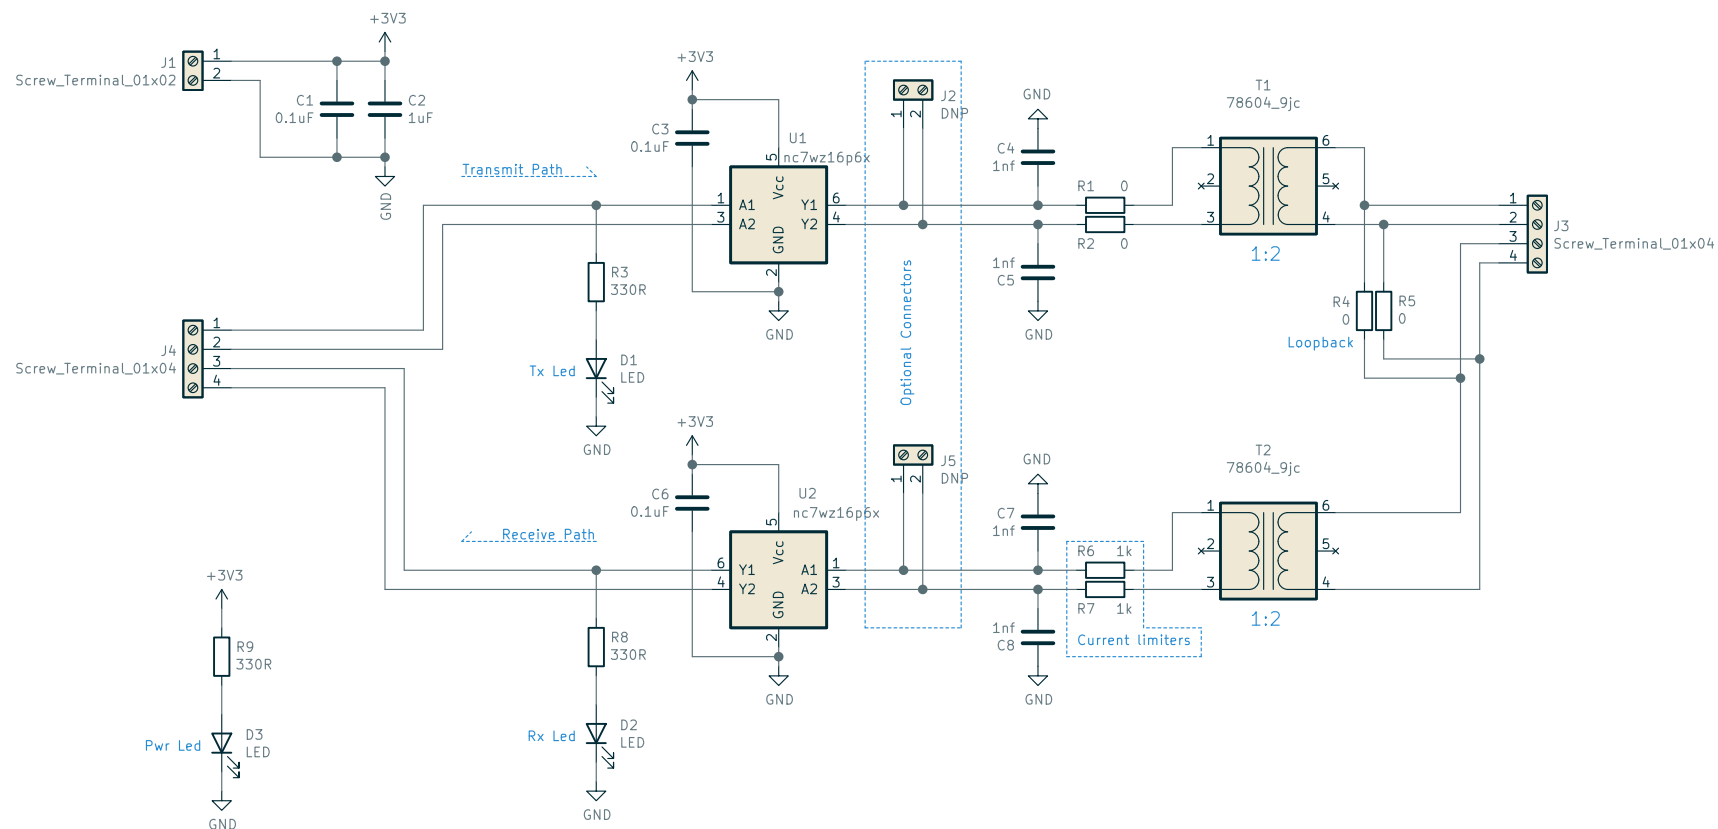 +3V3
J1
Screw_Terminal_01x02
1
2
C1
0.1uF
C2
1uF
GND
+3V3
C3
0.1uF
U1
nc7wz16p6x
5
Vcc
1
A1
3
A2
Y1
6
Y2
4
GND
2
GND
Transmit Path
R3
330R
Tx Led
D1
LED
GND
J2
DNP
1
2
Optional Connectors
GND
C4
1nf
1nf
C5
GND
R1
0
R2
0
T1
78604_9jc
1
2
3
6
5
4
1:2
1
2
3
4
J3
Screw_Terminal_01x04
R4
0
R5
0
Loopback
J4
Screw_Terminal_01x04
1
2
3
4
+3V3
C6
0.1uF
U2
nc7wz16p6x
5
Vcc
6
Y1
4
Y2
A1
1
A2
3
GND
2
GND
Receive Path
R8
330R
Rx Led
D2
LED
GND
J5
DNP
1
2
GND
C7
1nf
1nf
C8
GND
R6
1k
R7
1k
Current limiters
T2
78604_9jc
1
2
3
6
5
4
1:2
+3V3
R9
330R
Pwr Led
D3
LED
GND